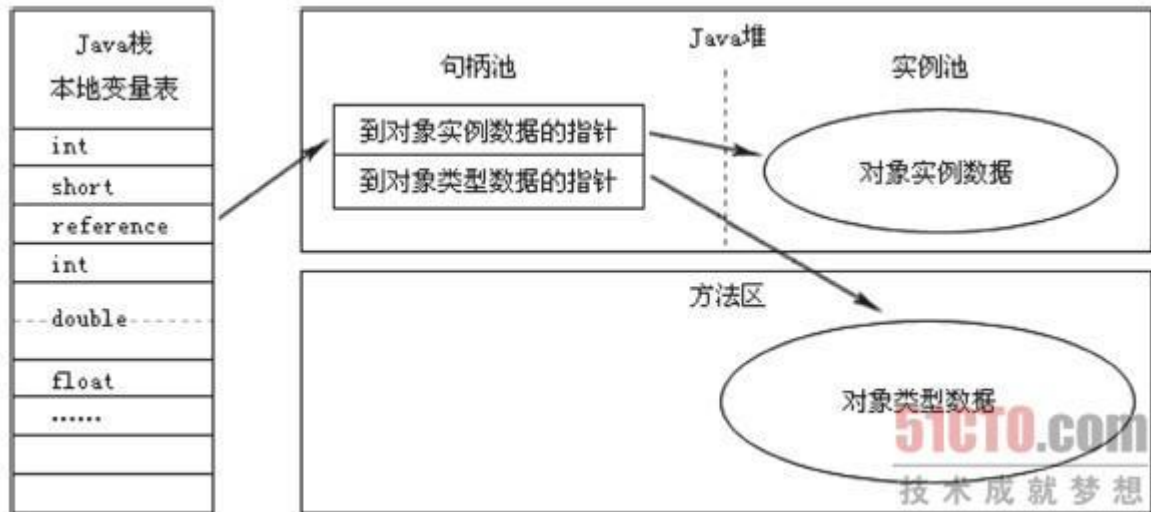 Java栈
本地变量表
int
short
reference
int
double
float
……
Java堆
句柄池
实例池
到对象实例数据的指针
到对象类型数据的指针
对象实例数据
方法区
对象类型数据
51CTO.com
技术成就梦想